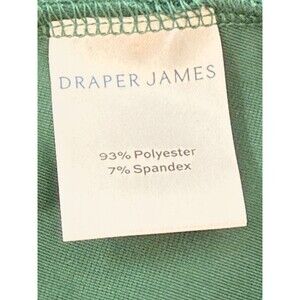 DRAPER JAMES
93% Polyester
7% Spandex